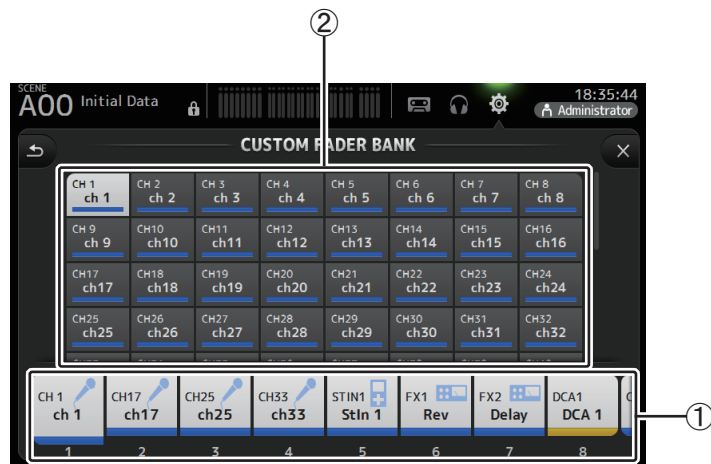 ②
SCENE
A00 Initial Data
18:35:44
Administrator
CUSTOM FADER BANK
CH 1 CH 2 CH 3 CH 4 CH 5 CH 6 CH 7 CH 8
ch 1 ch 2 ch 3 ch 4 ch 5 ch 6 ch 7 ch 8
CH 9 CH10 CH11 CH12 CH13 CH14 CH15 CH16
ch 9 ch10 ch11 ch12 ch13 ch14 ch15 ch16
CH17 CH18 CH19 CH20 CH21 CH22 CH23 CH24
ch17 ch18 ch19 ch20 ch21 ch22 ch23 ch24
CH25 CH26 CH27 CH28 CH29 CH30 CH31 CH32
ch25 ch26 ch27 ch28 ch29 ch30 ch31 ch32
CH 1 CH17 CH25 CH33 STIN1 FX1 FX2 DCA1
ch 1 ch17 ch25 ch33 StIn 1 Rev Delay DCA 1
1 2 3 4 5 6 7 8
①